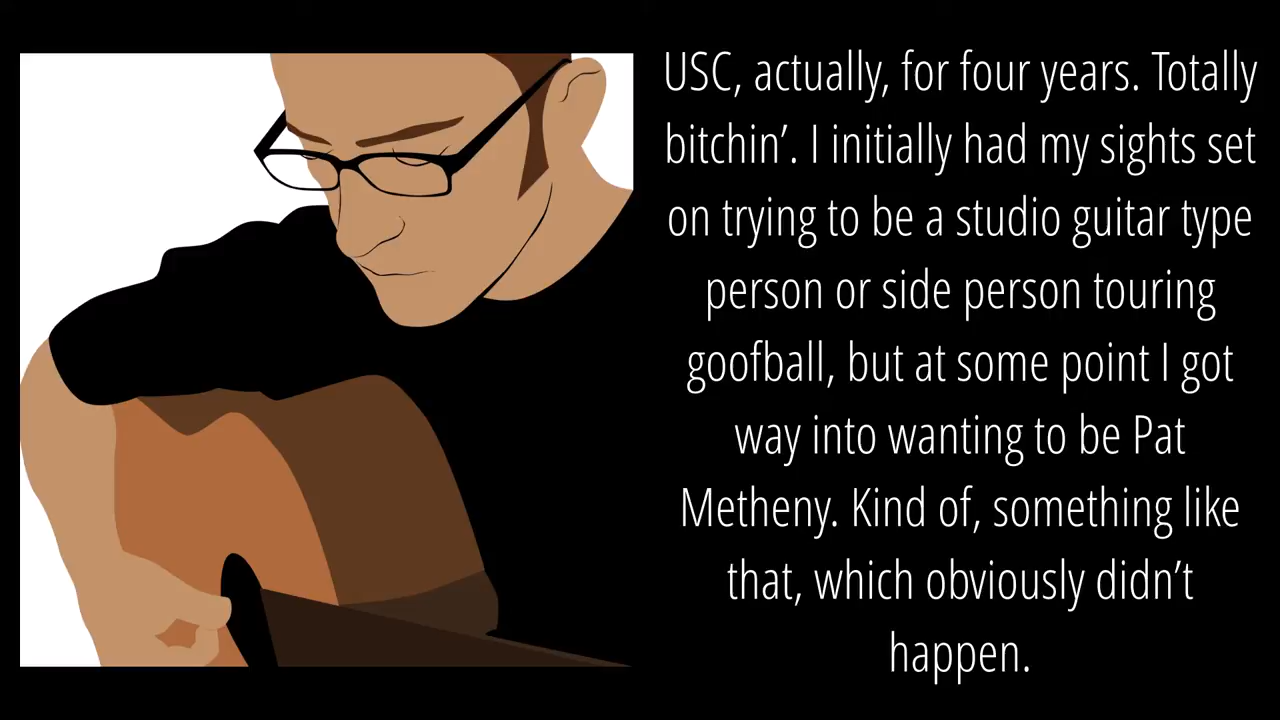 USC, actually, for four years. Totally
bitchin’. I initially had my sights set
on trying to be a studio guitar type
person or side person touring
goofball, but at some point I got
way into wanting to be Pat
Metheny. Kind of, something like
that, which obviously didn’t
happen.